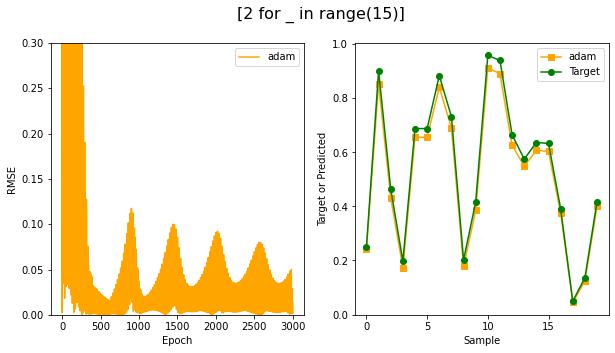 [2 for _ in range(15)]
0.30
0.25
0.20
0.15
0.10
0.05
0.00
RMSE
0 500 1000 1500 2000 2500 3000
Epoch
adam
1.0
0.8
0.6
0.4
0.2
0.0
Target or Predicted
0 5 10 15
Sample
adam
Target